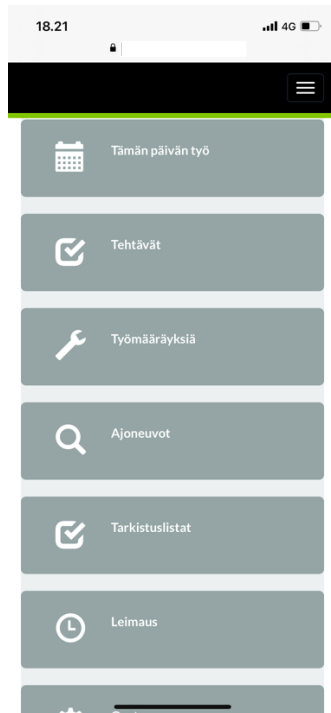 18.21
4G
Tämän päivän työ
Tehtävät
Työmääräyksiä
Ajoneuvot
Tarkistuslistat
Leimaus